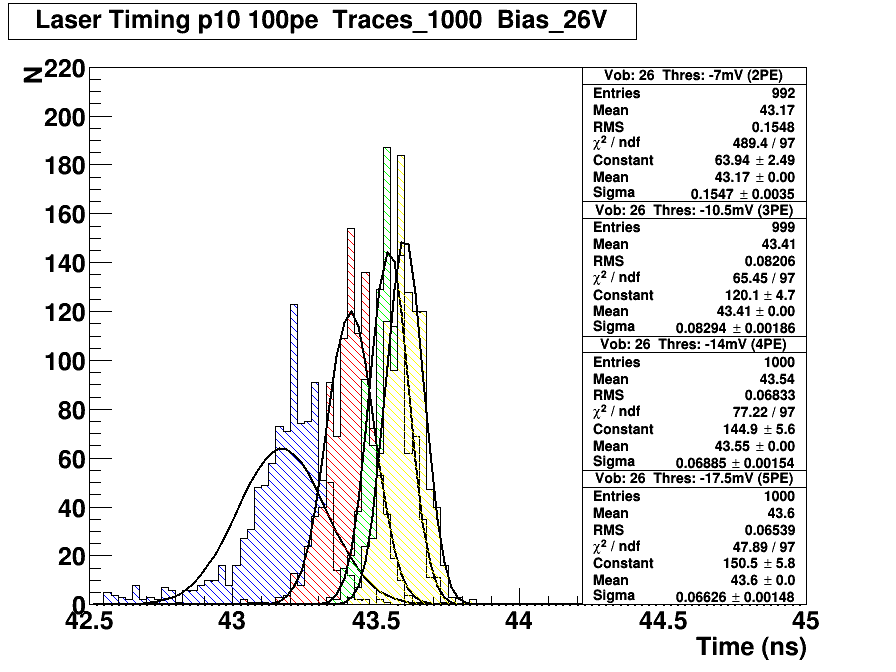 Laser Timing p10 100pe  Traces_1000  Bias_26V
N
220
200
180
160
140
120
100
80
60
40
20
0
42.5 43 43.5 44 44.5 45
Time (ns)
Vob: 26  Thres: -7mV (2PE)
Entries 992
Mean 43.17
RMS 0.1548
χ² / ndf 489.4 / 97
Constant 63.94 ± 2.49
Mean 43.17 ± 0.00
Sigma 0.1547 ± 0.0035
Vob: 26  Thres: -10.5mV (3PE)
Entries 999
Mean 43.41
RMS 0.08206
χ² / ndf 65.45 / 97
Constant 120.1 ± 4.7
Mean 43.41 ± 0.00
Sigma 0.08294 ± 0.00186
Vob: 26  Thres: -14mV (4PE)
Entries 1000
Mean 43.54
RMS 0.06833
χ² / ndf 77.22 / 97
Constant 144.9 ± 5.6
Mean 43.55 ± 0.00
Sigma 0.06885 ± 0.00154
Vob: 26  Thres: -17.5mV (5PE)
Entries 1000
Mean 43.6
RMS 0.06539
χ² / ndf 47.89 / 97
Constant 150.5 ± 5.8
Mean 43.6 ± 0.0
Sigma 0.06626 ± 0.00148